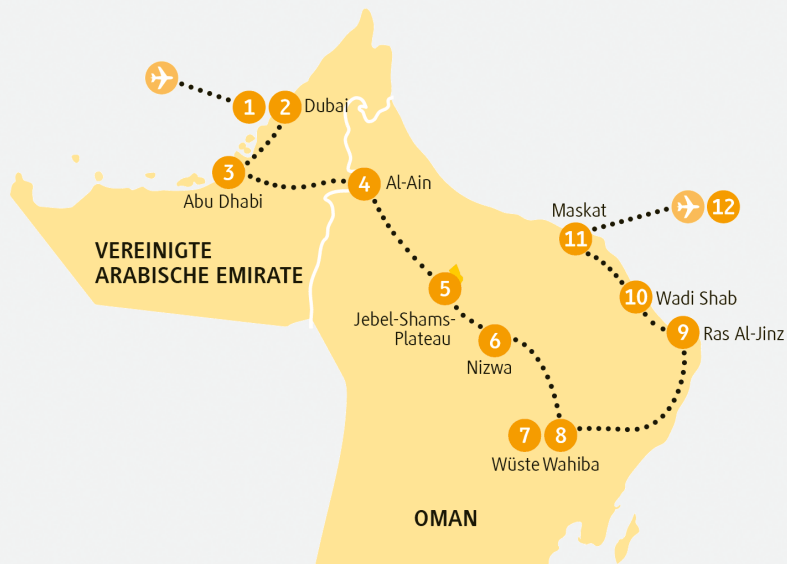 1
2
Dubai
3
Abu Dhabi
4
Al-Ain
VEREINIGTE
ARABISCHE EMIRATE
5
Jebel-Shams-
Plateau
6
Nizwa
7
8
Wüste Wahiba
9
Ras Al-Jinz
10
Wadi Shab
11
Maskat
12
OMAN